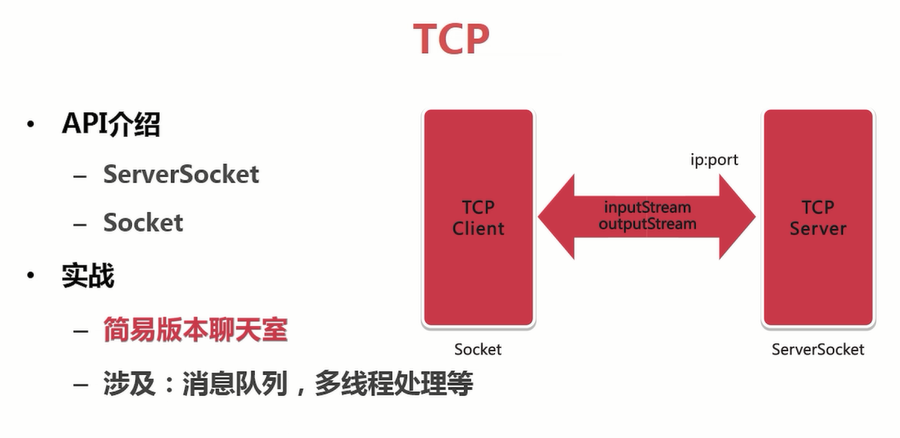 TCP
• API介绍
– ServerSocket
– Socket
• 实战
– 简易版本聊天室
– 涉及：消息队列，多线程处理等
ip:port
TCP
Client
inputStream
outputStream
TCP
Server
Socket
ServerSocket